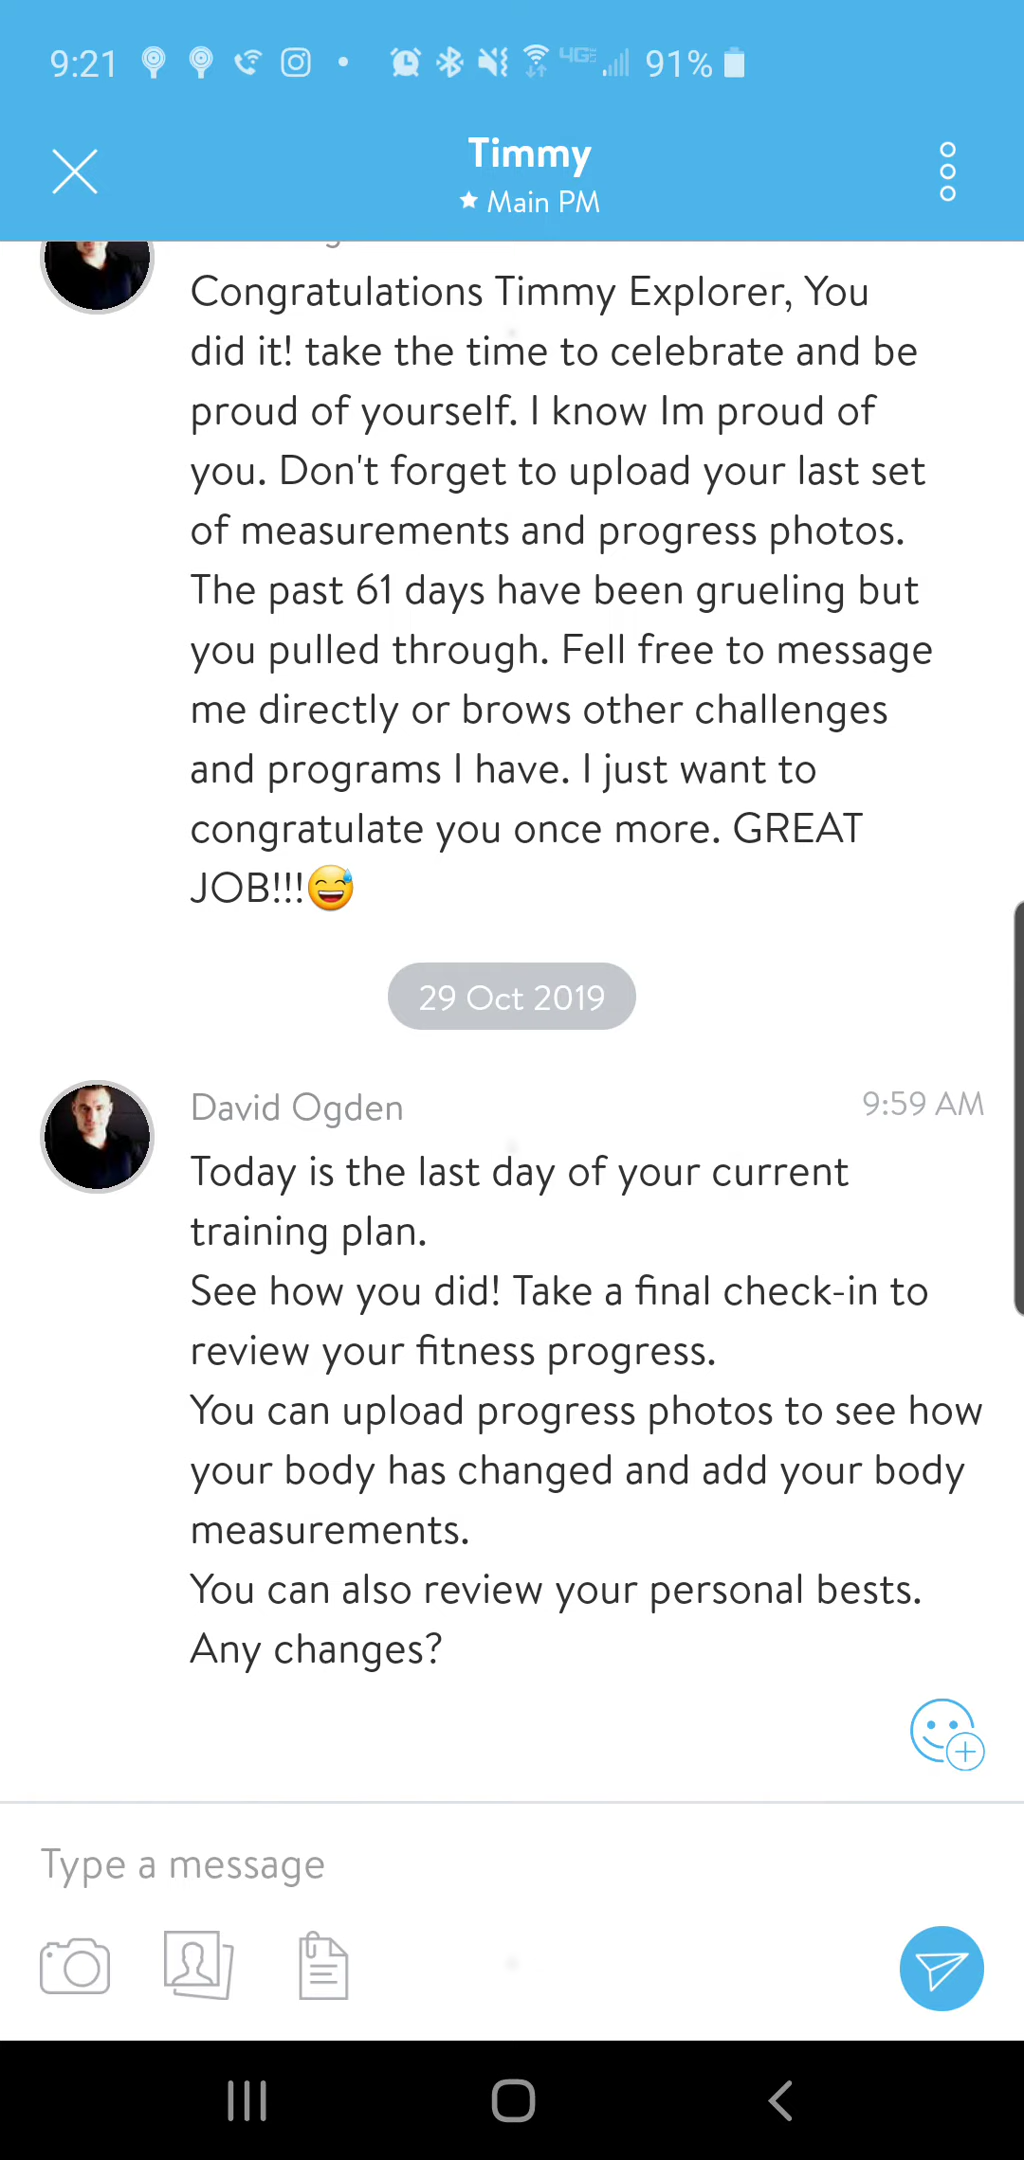 9:21
4GE
91%
Timmy
Main PM
Congratulations Timmy Explorer, You
did it! take the time to celebrate and be
proud of yourself. I know Im proud of
you. Don't forget to upload your last set
of measurements and progress photos.
The past 61 days have been grueling but
you pulled through. Fell free to message
me directly or brows other challenges
and programs I have. I just want to
congratulate you once more. GREAT
JOB!!!😅
29 Oct 2019
David Ogden
9:59 AM
Today is the last day of your current
training plan.
See how you did! Take a final check-in to
review your fitness progress.
You can upload progress photos to see how
your body has changed and add your body
measurements.
You can also review your personal bests.
Any changes?
Type a message